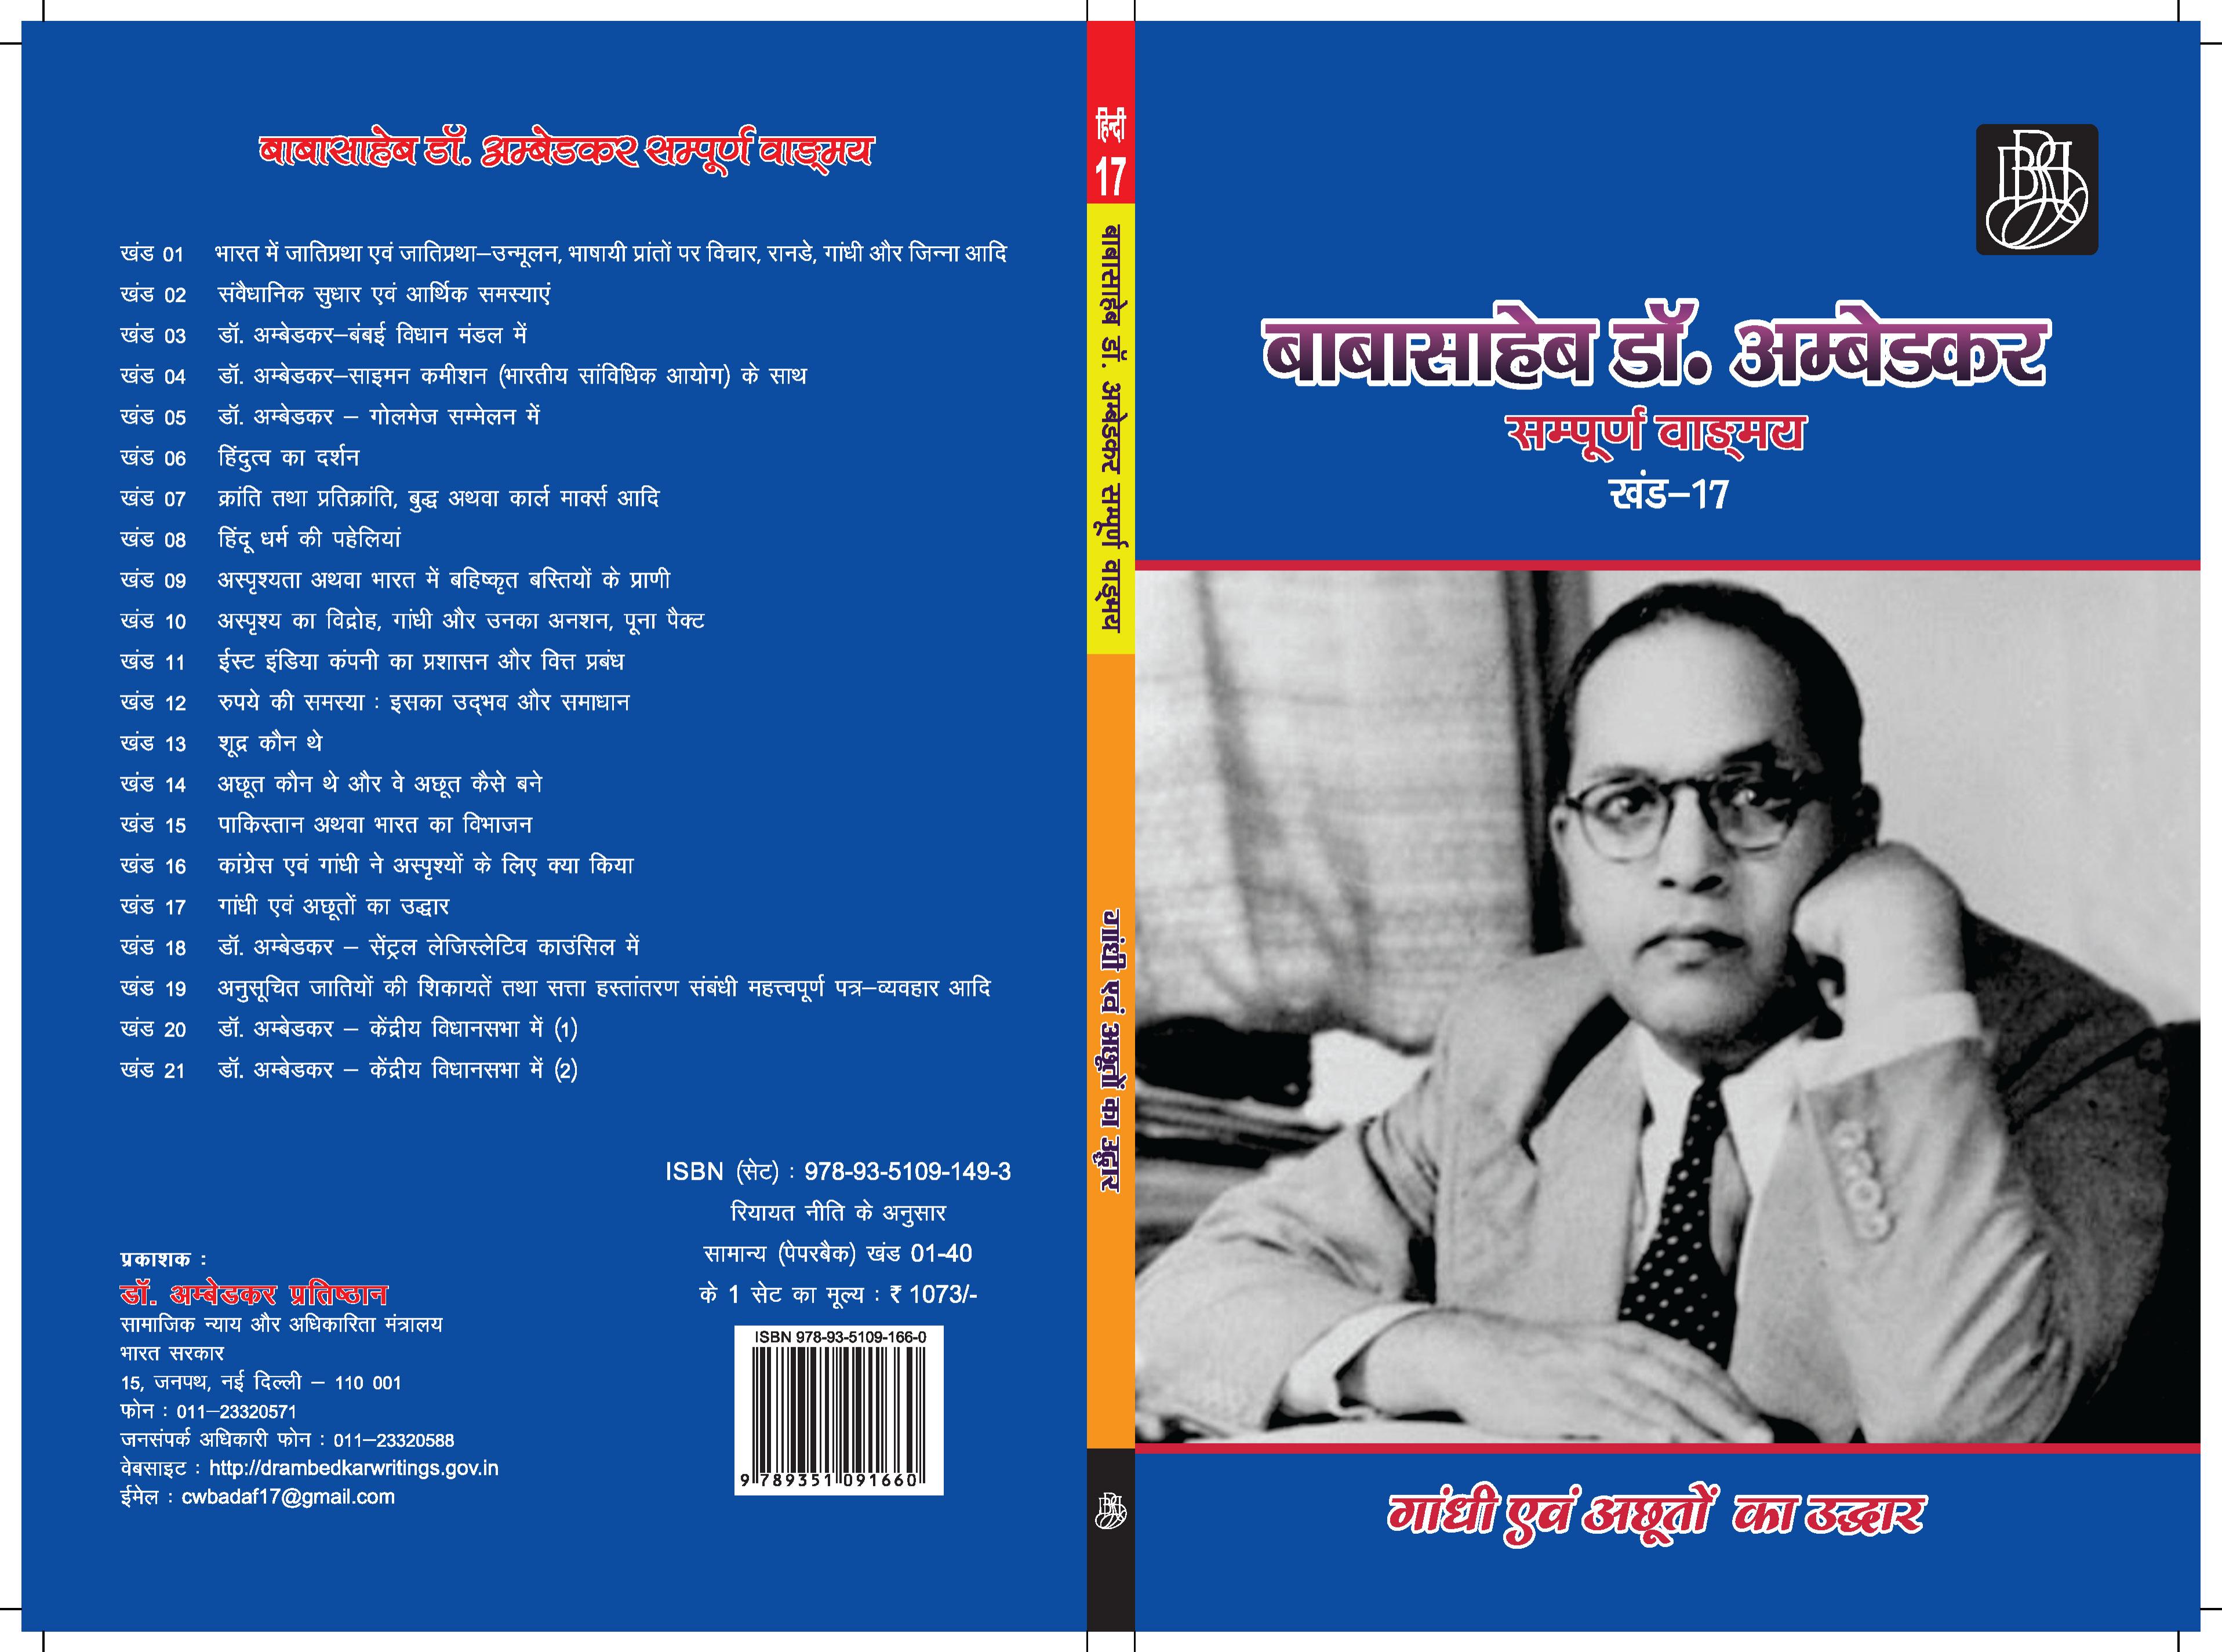 बाबासाहेब डॉ. अम्बेडकर सम्पूर्ण वाङ्मय
खंड 01 भारत में जातिप्रथा एवं जातिप्रथा–उन्मूलन, भाषायी प्रांतों पर विचार, रानडे, गांधी और जिन्ना आदि
खंड 02 संवैधानिक सुधार एवं आर्थिक समस्याएं
खंड 03 डॉ. अम्बेडकर–बंबई विधान मंडल में
खंड 04 डॉ. अम्बेडकर–साइमन कमीशन (भारतीय सांविधिक आयोग) के साथ
खंड 05 डॉ. अम्बेडकर – गोलमेज सम्मेलन में
खंड 06 हिंदुत्व का दर्शन
खंड 07 क्रांति तथा प्रतिक्रांति, बुद्ध अथवा कार्ल मार्क्स आदि
खंड 08 हिंदू धर्म की पहेलियां
खंड 09 अस्पृश्यता अथवा भारत में बहिष्कृत बस्तियों के प्राणी
खंड 10 अस्पृश्य का विद्रोह, गांधी और उनका अनशन, पूना पैक्ट
खंड 11 ईस्ट इंडिया कंपनी का प्रशासन और वित्त प्रबंध
खंड 12 रुपये की समस्या : इसका उद्‌भव और समाधान
खंड 13 शूद्र कौन थे
खंड 14 अछूत कौन थे और वे अछूत कैसे बने
खंड 15 पाकिस्तान अथवा भारत का विभाजन
खंड 16 कांग्रेस एवं गांधी ने अस्पृश्यों के लिए क्या किया
खंड 17 गांधी एवं अछूतों का उद्धार
खंड 18 डॉ. अम्बेडकर – सेंट्रल लेजिस्लेटिव काउंसिल में
खंड 19 अनुसूचित जातियों की शिकायतें तथा सत्ता हस्तांतरण संबंधी महत्त्वपूर्ण पत्र–व्यवहार आदि
खंड 20 डॉ. अम्बेडकर – केंद्रीय विधानसभा में (1)
खंड 21 डॉ. अम्बेडकर – केंद्रीय विधानसभा में (2)
ISBN (सेट) : 978-93-5109-149-3
रियायत नीति के अनुसार
सामान्य (पेपरबैक) खंड 01-40
के 1 सेट का मूल्य : ₹ 1073/-
ISBN 978-93-5109-166-0
9 789351 091660
प्रकाशक :
डॉ. अम्बेडकर प्रतिष्ठान
सामाजिक न्याय और अधिकारिता मंत्रालय
भारत सरकार
15, जनपथ, नई दिल्ली – 110 001
फोन : 011–23320571
जनसंपर्क अधिकारी फोन : 011–23320588
वेबसाइट : http://drambedkarwritings.gov.in
ईमेल : cwbadaf17@gmail.com
हिन्दी
17
बाबासाहेब डॉ. अम्बेडकर सम्पूर्ण वाङ्मय
गांधी एवं अछूतों का उद्धार
बाबासाहेब डॉ. अम्बेडकर
सम्पूर्ण वाङ्मय
खंड–17
गांधी एवं अछूतों का उद्धार